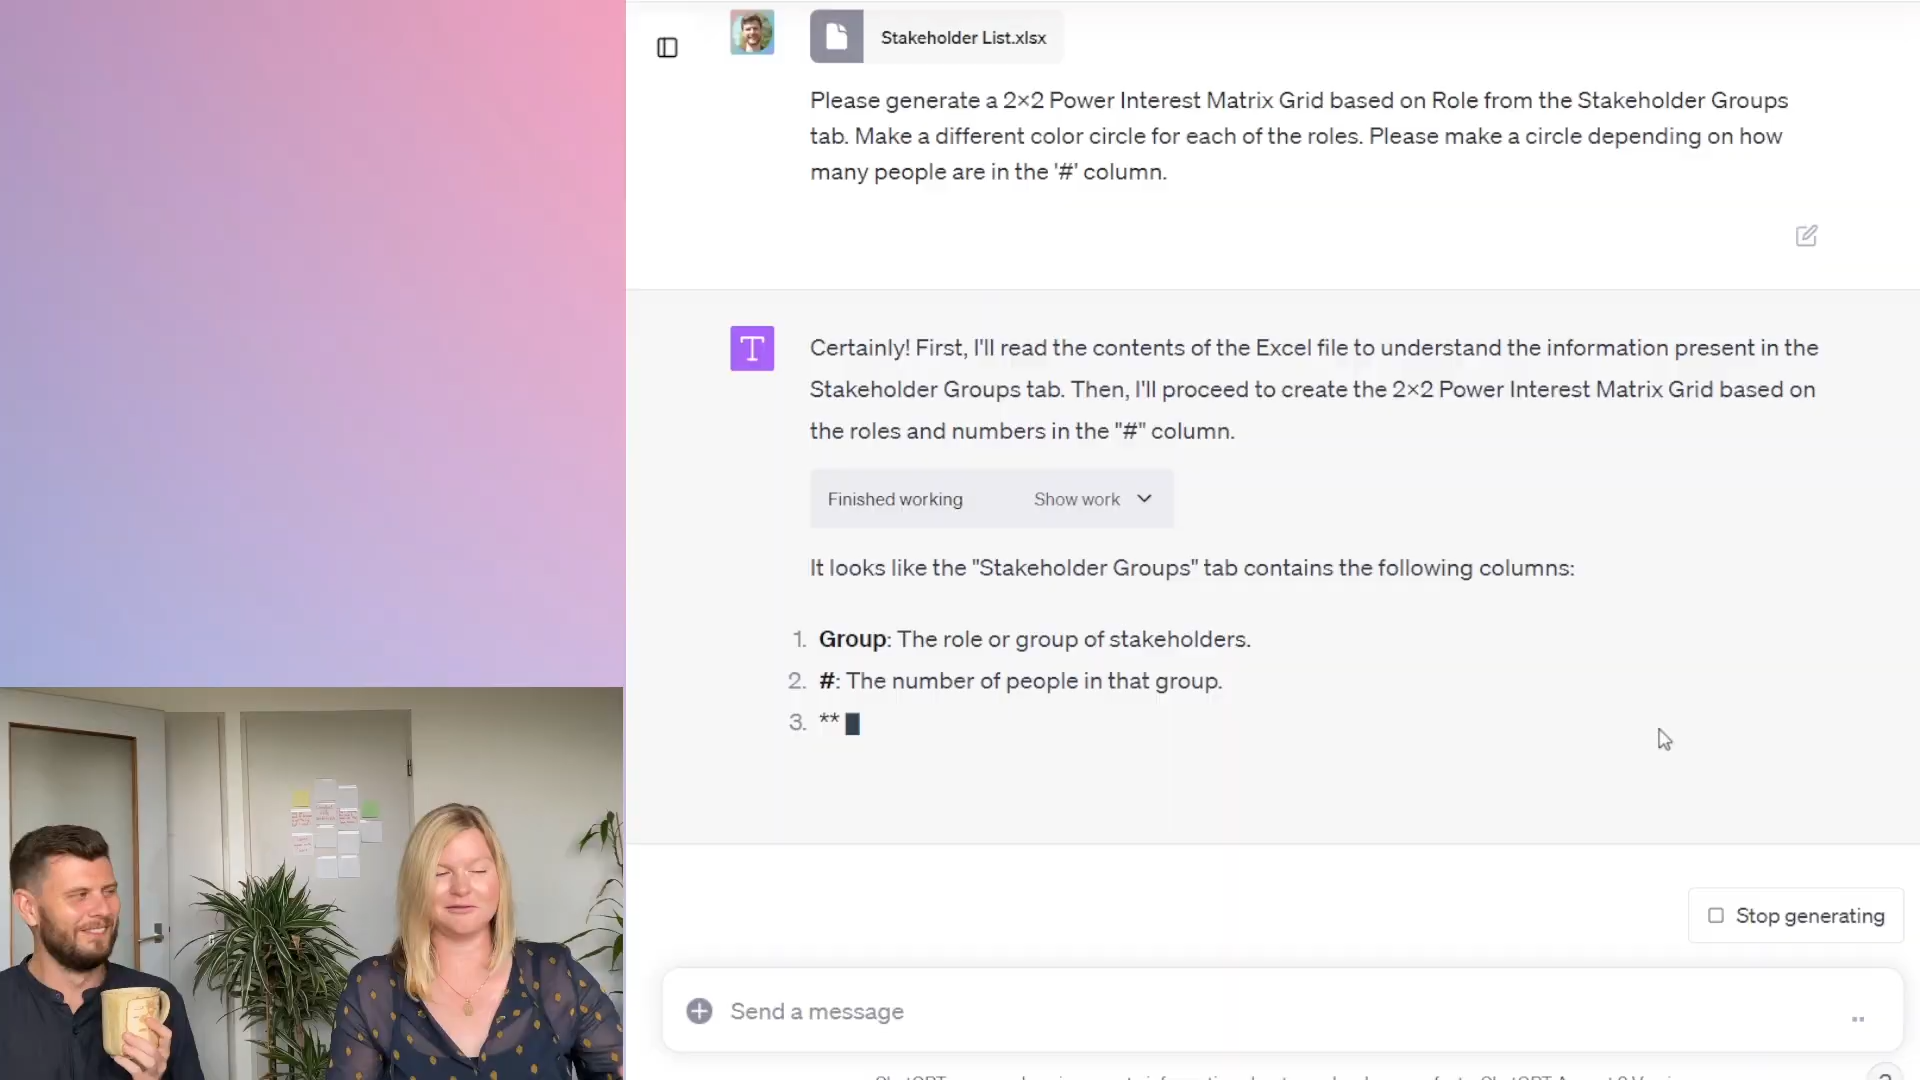 Stakeholder List.xlsx
Please generate a 2×2 Power Interest Matrix Grid based on Role from the Stakeholder Groups
tab. Make a different color circle for each of the roles. Please make a circle depending on how
many people are in the '#' column.
T
Certainly! First, I'll read the contents of the Excel file to understand the information present in the
Stakeholder Groups tab. Then, I'll proceed to create the 2×2 Power Interest Matrix Grid based on
the roles and numbers in the "#" column.
Finished working Show work
It looks like the "Stakeholder Groups" tab contains the following columns:
1. Group: The role or group of stakeholders.
2. #: The number of people in that group.
3. **
Stop generating
Send a message